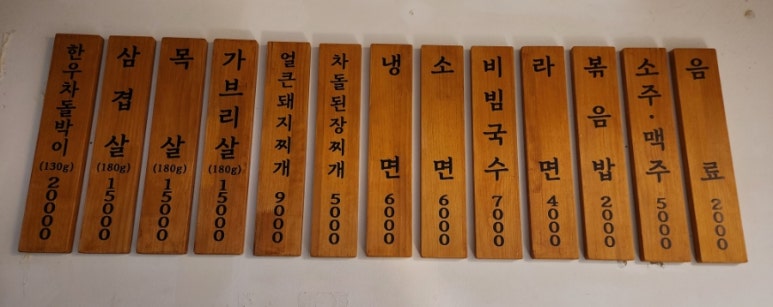 한우차돌박이 (130g) 20000
삼겹살 (180g) 15000
목살 (180g) 15000
가브리살 (180g) 15000
얼큰돼지찌개 9000
차돌된장찌개 5000
냉면 6000
소면 6000
비빔국수 7000
라면 4000
볶음밥 2000
소주·맥주 5000
음료 2000